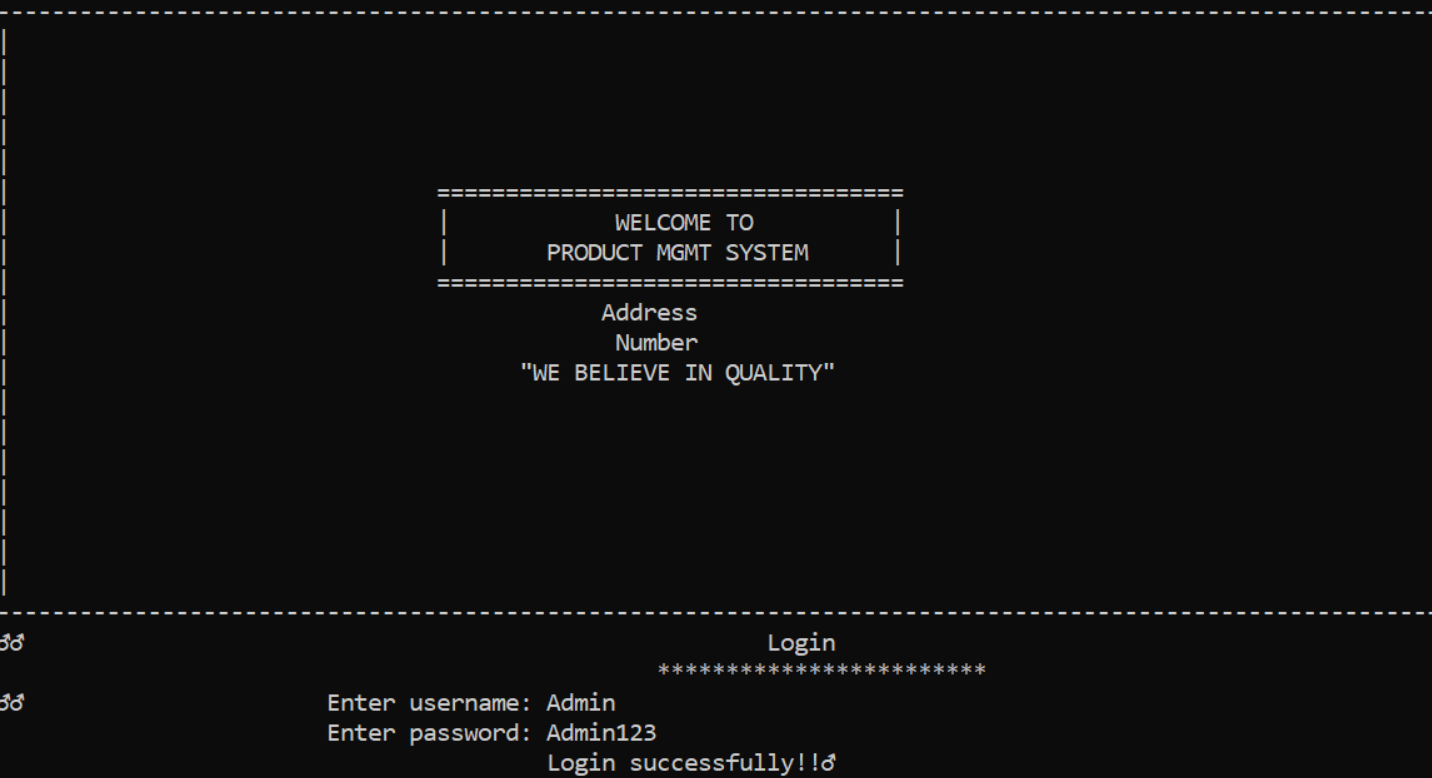 ==================================
| WELCOME TO |
| PRODUCT MGMT SYSTEM |
==================================
Address
Number
"WE BELIEVE IN QUALITY"
♂♂ Login
************************
♂♂ Enter username: Admin
Enter password: Admin123
Login successfully!!♂